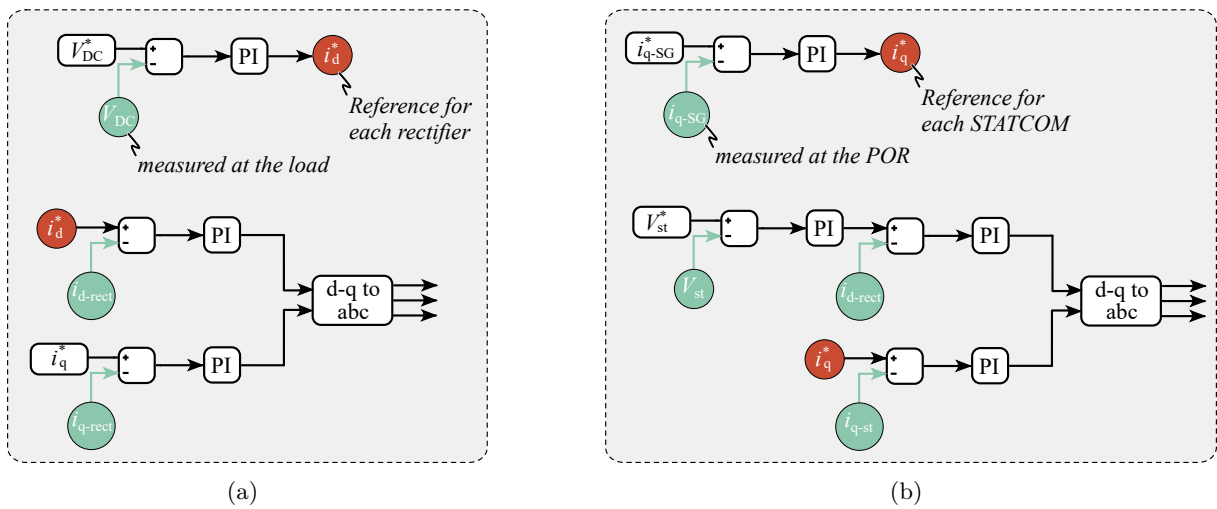 V*DC
+
−
PI
i*d
VDC
Reference for
each rectifier
measured at the load
i*d
+
−
PI
id-rect
d-q to
abc
i*q
+
−
PI
iq-rect
(a)
i*q-SG
+
−
PI
i*q
iq-SG
Reference for
each STATCOM
measured at the POR
V*st
+
−
PI
+
−
PI
Vst
id-rect
d-q to
abc
i*q
+
−
PI
iq-st
(b)